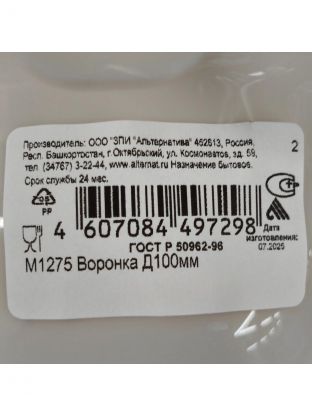 Производитель: ООО "ЗПИ "Альтернатива" 452613, Россия,
Респ. Башкортостан, г.Октябрьский, ул. Космонавтов, зд. 59,
тел. (34767) 3-22-44, www.alternat.ru Назначение бытовое.
Срок службы 24 мес.
2
05
PP
4 607084 497298
Дата
изготовления:
07.2025
ГОСТ Р 50962-96
М1275 Воронка Д100мм